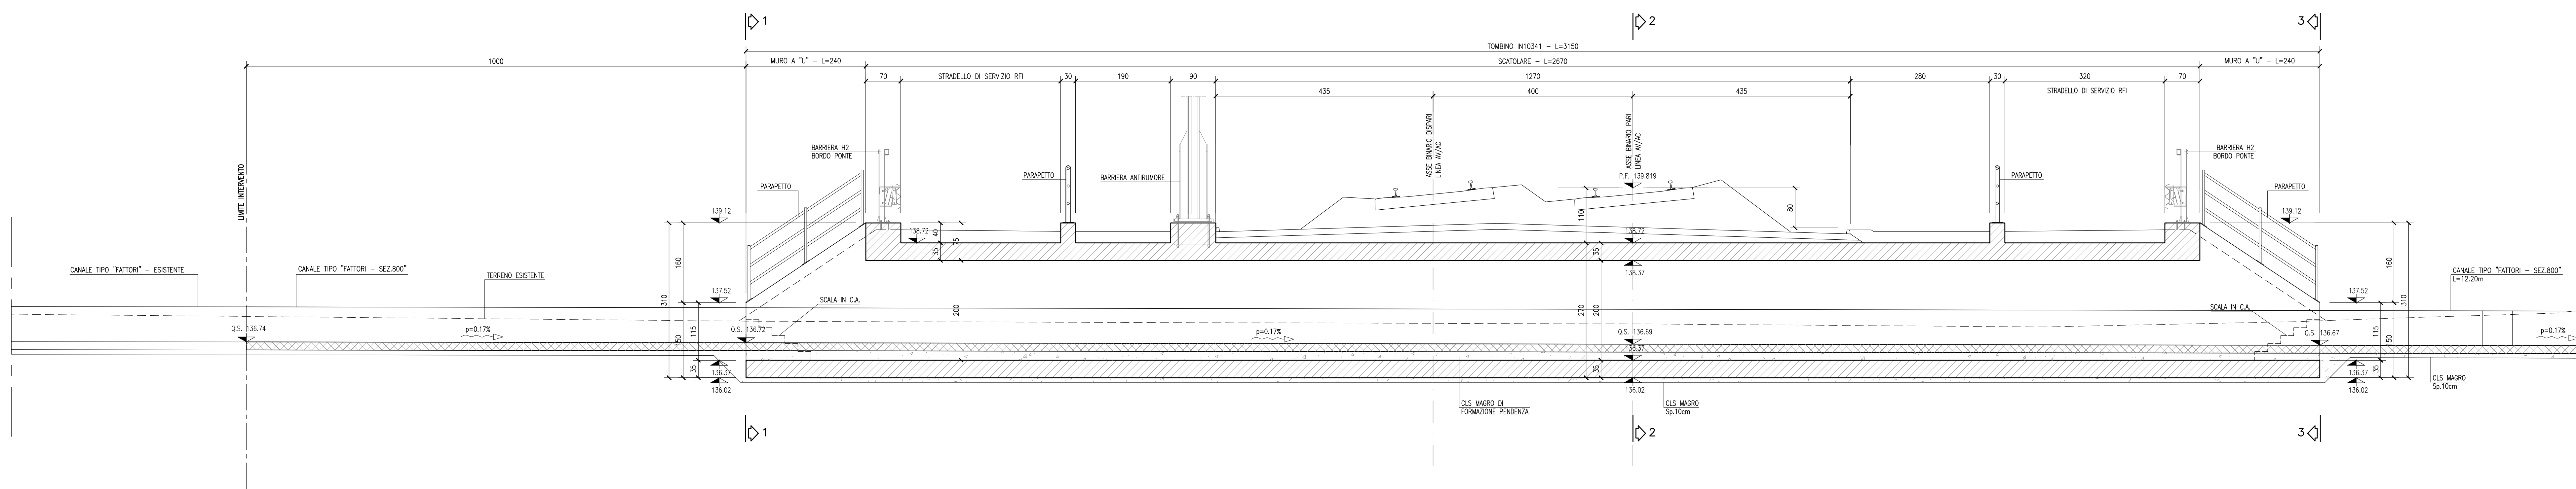 1
2
3
TOMBINO IN10341 - L=3150
1000
MURO A "U" - L=240
SCATOLARE - L=2670
MURO A "U" - L=240
70
STRADELLO DI SERVIZIO RFI
30
190
90
1270
280
30
320
70
STRADELLO DI SERVIZIO RFI
435
400
435
LIMITE INTERVENTO
ASSE BINARIO DISPARI
LINEA AV/AC
ASSE BINARIO PARI
LINEA AV/AC
BARRIERA H2
BORDO PONTE
BARRIERA H2
BORDO PONTE
PARAPETTO
PARAPETTO
BARRIERA ANTIRUMORE
P.F. 139.819
PARAPETTO
PARAPETTO
139.12
139.12
110
80
138.72
40
35
75
138.72
35
138.37
CANALE TIPO "FATTORI" - ESISTENTE
CANALE TIPO "FATTORI - SEZ.800"
TERRENO ESISTENTE
310
160
137.52
SCALA IN C.A.
200
270
200
SCALA IN C.A.
137.52
160
310
CANALE TIPO "FATTORI - SEZ.800"
L=12.20m
Q.S. 136.74
p=0.17%
115
150
35
Q.S. 136.72
p=0.17%
Q.S. 136.69
136.37
35
136.02
Q.S. 136.67
115
150
35
p=0.17%
136.37
136.02
136.37
136.02
CLS MAGRO DI
FORMAZIONE PENDENZA
CLS MAGRO
Sp.10cm
CLS MAGRO
Sp.10cm
1
2
3